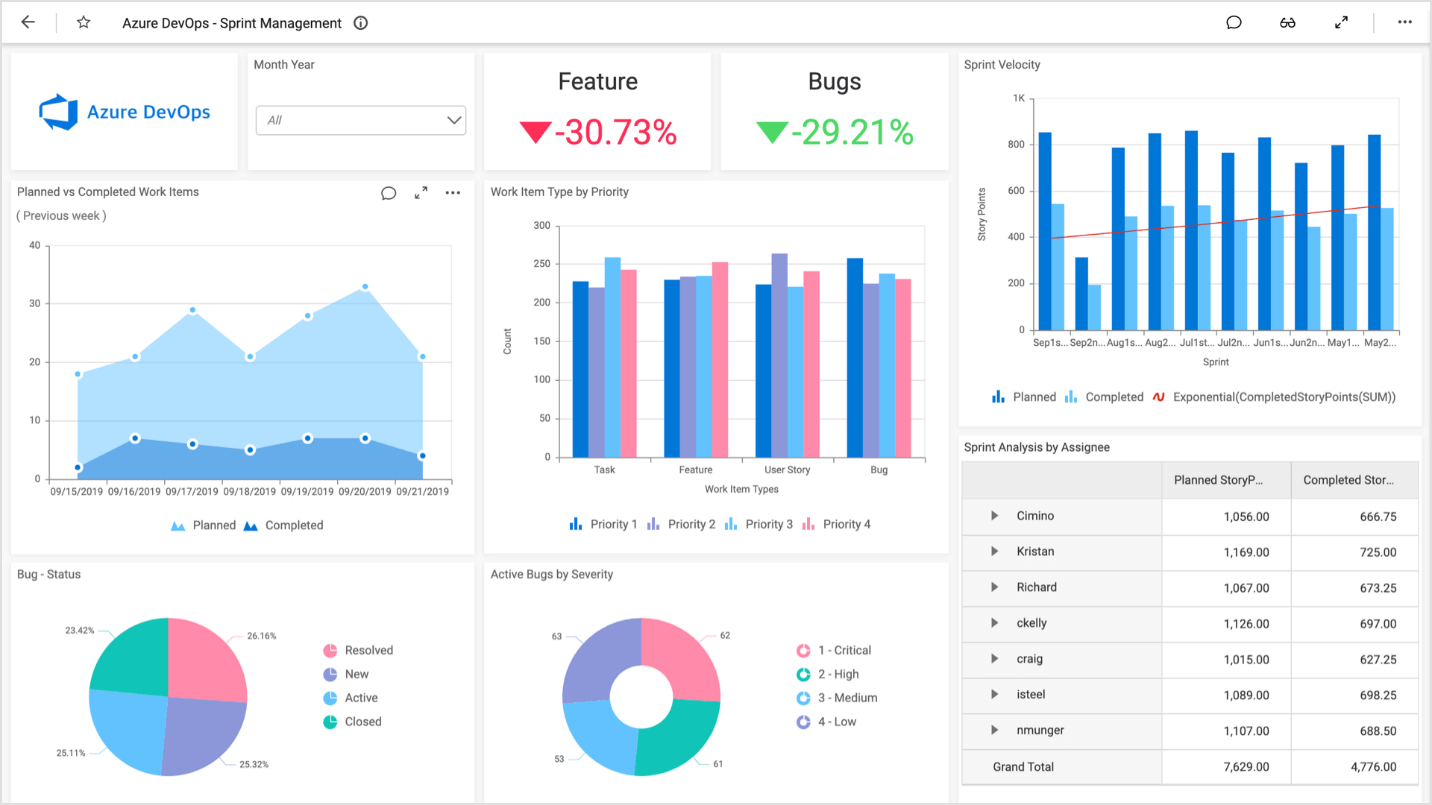 Azure DevOps - Sprint Management
Azure DevOps
Month Year
All
Feature
-30.73%
Bugs
-29.21%
Planned vs Completed Work Items
( Previous week )
40
30
20
10
0
09/15/2019 09/16/2019 09/17/2019 09/18/2019 09/19/2019 09/20/2019 09/21/2019
Planned Completed
Work Item Type by Priority
300
250
200
150
100
50
0
Count
Task Feature User Story Bug
Work Item Types
Priority 1 Priority 2 Priority 3 Priority 4
Sprint Velocity
1K
800
600
400
200
0
Story Points
Sep1s... Sep2n... Aug1s... Aug2... Jul1st... Jul2n... Jun1s... Jun2n... May1... May2...
Sprint
Planned Completed Exponential(CompletedStoryPoints(SUM))
Bug - Status
23.42%
26.16%
25.11%
25.32%
Resolved
New
Active
Closed
Active Bugs by Severity
63
62
53
61
1 - Critical
2 - High
3 - Medium
4 - Low
Sprint Analysis by Assignee
Planned StoryP... Completed Stor...
Cimino 1,056.00 666.75
Kristan 1,169.00 725.00
Richard 1,067.00 673.25
ckelly 1,126.00 697.00
craig 1,015.00 627.25
isteel 1,089.00 698.25
nmunger 1,107.00 688.50
Grand Total 7,629.00 4,776.00